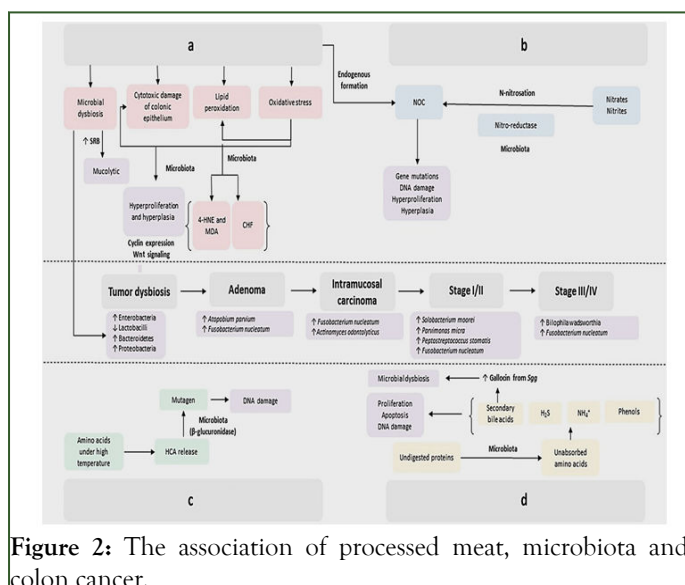 a
b
Microbial
dysbiosis
Cytotoxic damage
of colonic
epithelium
Lipid
peroxidation
Oxidative stress
Endogenous
formation
NOC
N-nitrosation
Nitrates
Nitrites
Nitro-reductase
Microbiota
↑ SRB
Mucolytic
Microbiota
Microbiota
Hyperproliferation
and hyperplasia
4-HNE and
MDA
CHF
Gene mutations
DNA damage
Hyperproliferation
Hyperplasia
Cyclin expression
Wnt signaling
Tumor dysbiosis
Adenoma
Intramucosal
carcinoma
Stage I/II
Stage III/IV
↑ Enterobacteria
↓ Lactobacilli
↑ Bacteroidetes
↑ Proteobacteria
↑ Atopobium parvium
↑ Fusobacterium nucleatum
↑ Fusobacterium nucleatum
↑ Actinomyces odontolyticus
↑ Solobacterium moorei
↑ Parvimonas micra
↑ Peptostreptococcus stomatis
↑ Fusobacterium nucleatum
↑ Bilophila wadsworthia
↑ Fusobacterium nucleatum
Mutagen
DNA damage
Microbiota
(β-glucuronidase)
Amino acids
under high
temperature
HCA release
Microbial dysbiosis
↑ Gallocin from Sgg
Proliferation
Apoptosis
DNA damage
Secondary
bile acids
H₂S
NH₄⁺
Phenols
Undigested proteins
Microbiota
Unabsorbed
amino acids
c
d
Figure 2: The association of processed meat, microbiota and
colon cancer.